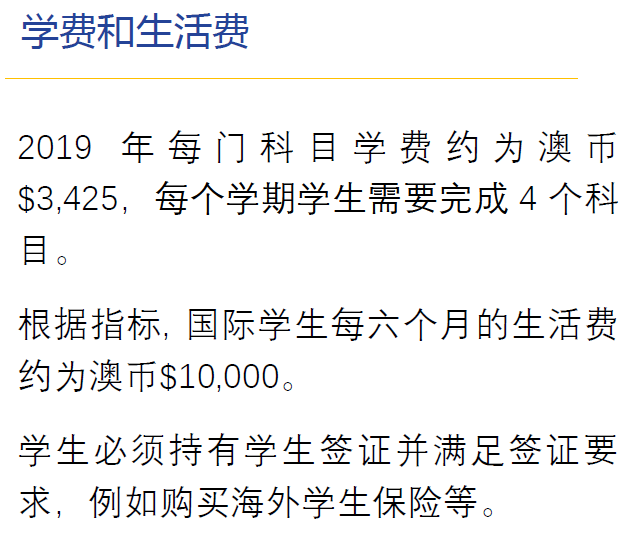 学费和生活费
2019 年每门科目学费约为澳币
$3,425，每个学期学生需要完成 4 个科
目。
根据指标, 国际学生每六个月的生活费
约为澳币$10,000。
学生必须持有学生签证并满足签证要
求，例如购买海外学生保险等。